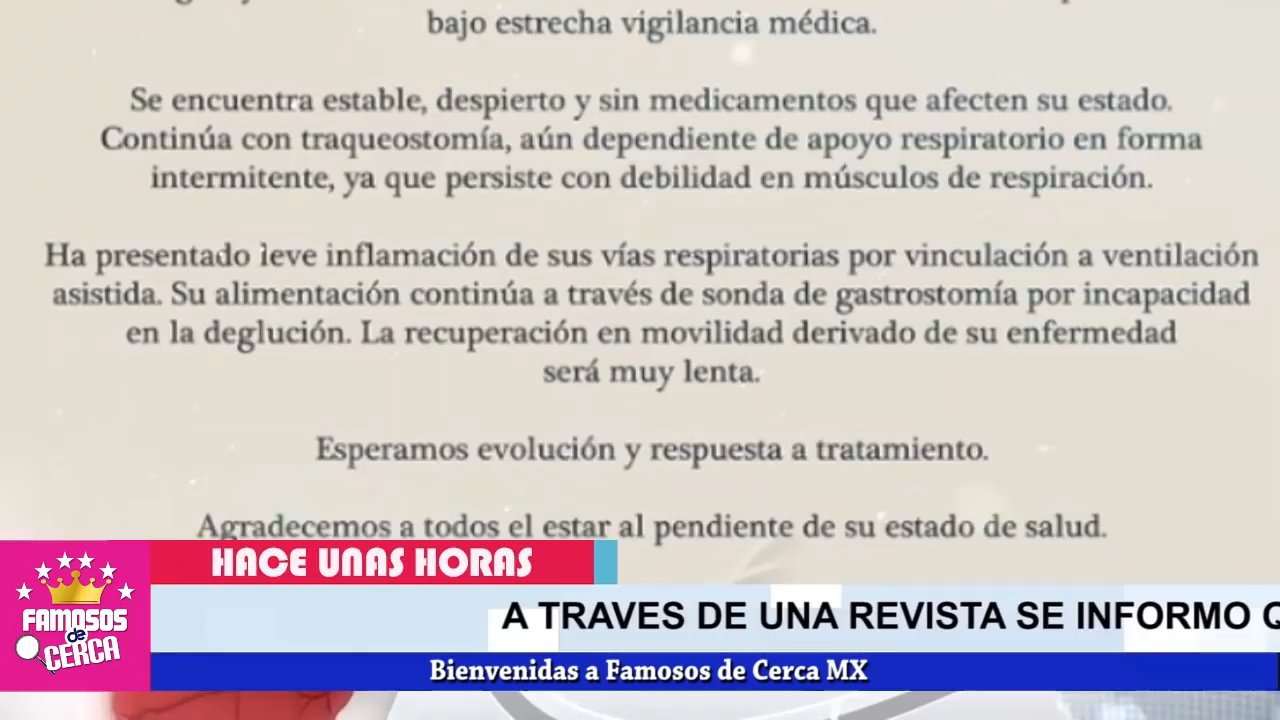 bajo estrecha vigilancia médica.
Se encuentra estable, despierto y sin medicamentos que afecten su estado.
Continúa con traqueostomía, aún dependiente de apoyo respiratorio en forma
intermitente, ya que persiste con debilidad en músculos de respiración.
Ha presentado leve inflamación de sus vías respiratorias por vinculación a ventilación
asistida. Su alimentación continúa a través de sonda de gastrostomía por incapacidad
en la deglución. La recuperación en movilidad derivado de su enfermedad
será muy lenta.
Esperamos evolución y respuesta a tratamiento.
Agradecemos a todos el estar al pendiente de su estado de salud.
HACE UNAS HORAS
FAMOSOS
de
CERCA
A TRAVES DE UNA REVISTA SE INFORMO
Bienvenidas a Famosos de Cerca MX